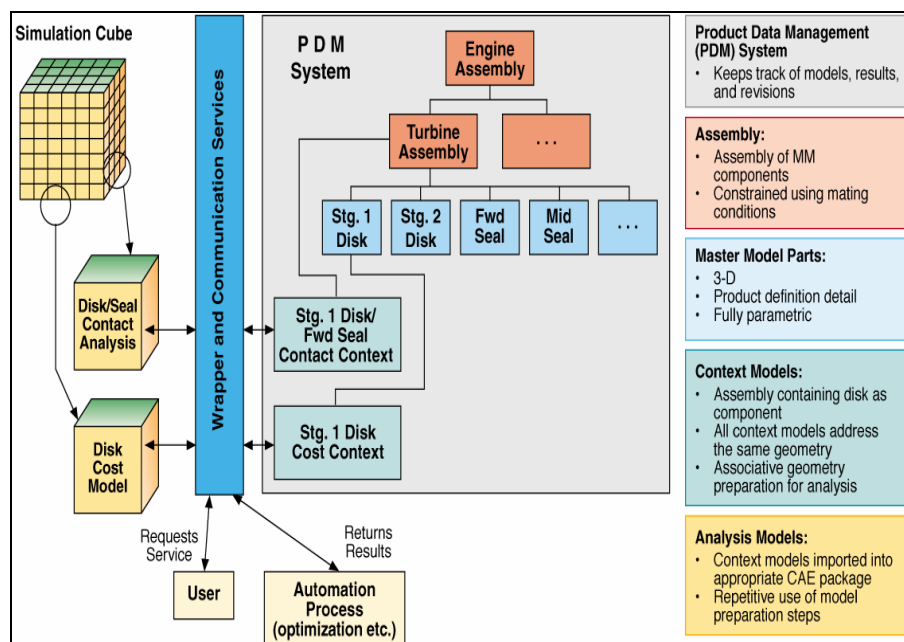 Simulation Cube
Disk/Seal
Contact
Analysis
Disk
Cost
Model
Wrapper and Communication Services
Requests
Service
User
Returns
Results
Automation
Process
(optimization etc.)
P D M
System
Engine
Assembly
Turbine
Assembly
...
Stg. 1
Disk
Stg. 2
Disk
Fwd
Seal
Mid
Seal
...
Stg. 1 Disk/
Fwd Seal
Contact Context
Stg. 1 Disk
Cost Context
Product Data Management
(PDM) System
• Keeps track of models, results,
and revisions
Assembly:
• Assembly of MM
components
• Constrained using mating
conditions
Master Model Parts:
• 3-D
• Product definition detail
• Fully parametric
Context Models:
• Assembly containing disk as
component
• All context models address
the same geometry
• Associative geometry
preparation for analysis
Analysis Models:
• Context models imported into
appropriate CAE package
• Repetitive use of model
preparation steps